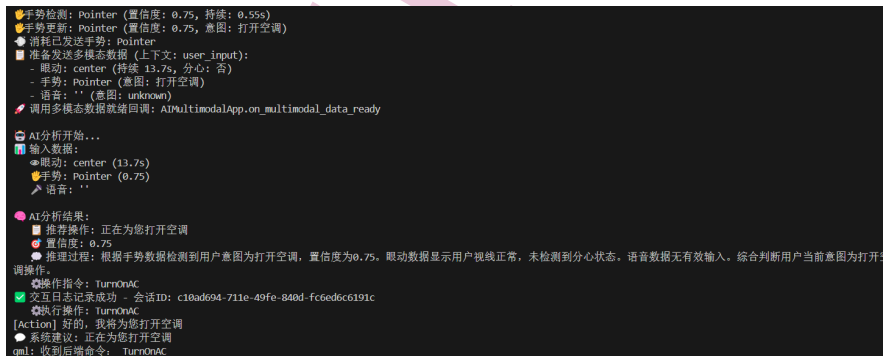 🖐手势检测: Pointer (置信度: 0.75, 持续: 0.55s)
🖐手势更新: Pointer (置信度: 0.75, 意图: 打开空调)
消耗已发送手势: Pointer
📋 准备发送多模态数据 (上下文: user_input):
- 眼动: center (持续 13.7s, 分心: 否)
- 手势: Pointer (意图: 打开空调)
- 语音: '' (意图: unknown)
🚀 调用多模态数据就绪回调: AIMultimodalApp.on_multimodal_data_ready
🤖 AI分析开始...
📊 输入数据:
👁眼动: center (13.7s)
🖐手势: Pointer (0.75)
🎤 语音: ''
🧠 AI分析结果:
📋 推荐操作: 正在为您打开空调
🎯 置信度: 0.75
💭 推理过程: 根据手势数据检测到用户意图为打开空调，置信度为0.75。眼动数据显示用户视线正常，未检测到分心状态。语音数据无有效输入。综合判断用户当前意图为打开空
调操作。
⚙操作指令: TurnOnAC
✅ 交互日志记录成功 - 会话ID: c10ad694-711e-49fe-840d-fc6ed6c6191c
⚙执行操作: TurnOnAC
[Action] 好的，我将为您打开空调
💬 系统建议: 正在为您打开空调
qml: 收到后端命令: TurnOnAC